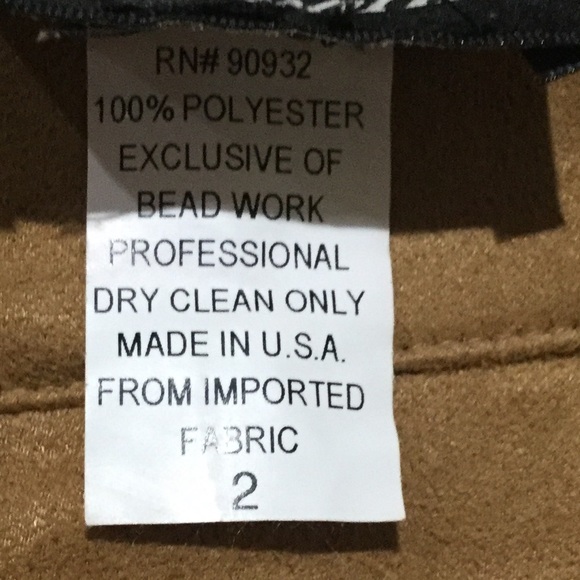 RN# 90932
100% POLYESTER
EXCLUSIVE OF
BEAD WORK
PROFESSIONAL
DRY CLEAN ONLY
MADE IN U.S.A.
FROM IMPORTED
FABRIC
2